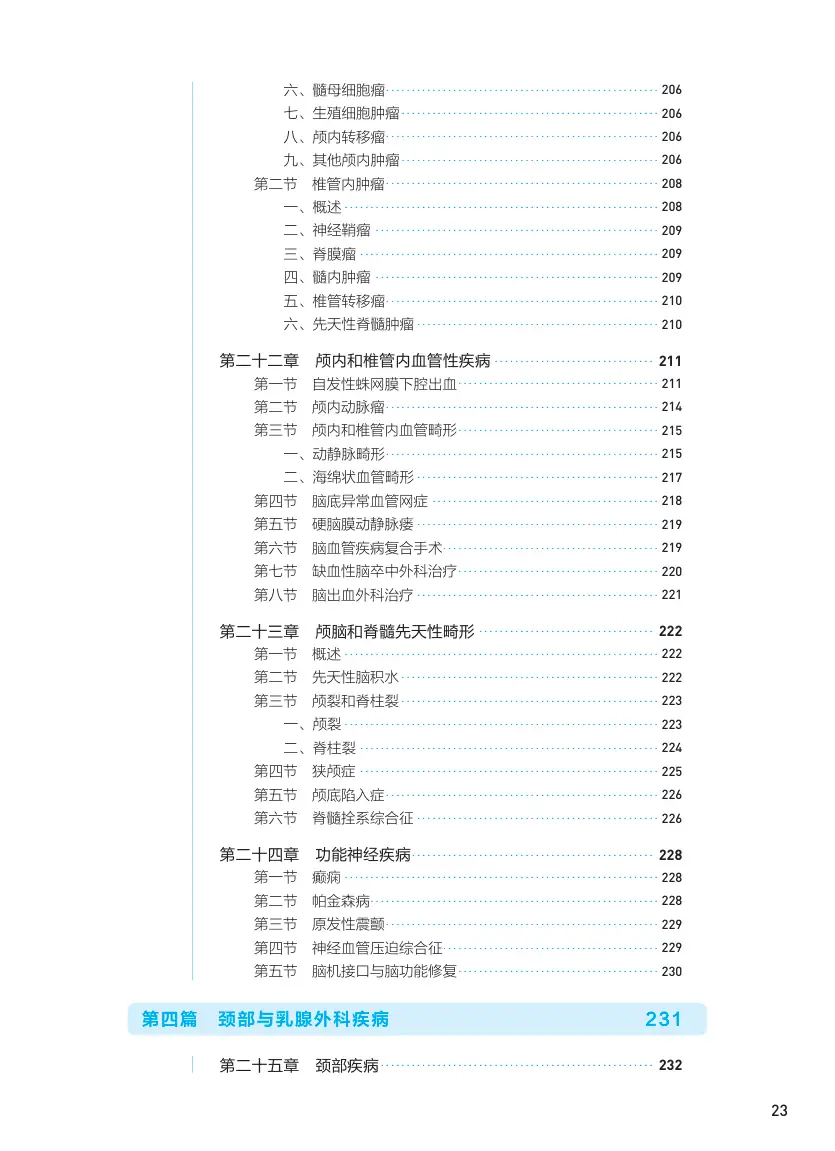 六、髓母细胞瘤 206
七、生殖细胞肿瘤 206
八、颅内转移瘤 206
九、其他颅内肿瘤 206
第二节 椎管内肿瘤 208
一、概述 208
二、神经鞘瘤 209
三、脊膜瘤 209
四、髓内肿瘤 209
五、椎管转移瘤 210
六、先天性脊髓肿瘤 210
第二十二章 颅内和椎管内血管性疾病 211
第一节 自发性蛛网膜下腔出血 211
第二节 颅内动脉瘤 214
第三节 颅内和椎管内血管畸形 215
一、动静脉畸形 215
二、海绵状血管畸形 217
第四节 脑底异常血管网症 218
第五节 硬脑膜动静脉瘘 219
第六节 脑血管疾病复合手术 219
第七节 缺血性脑卒中外科治疗 220
第八节 脑出血外科治疗 221
第二十三章 颅脑和脊髓先天性畸形 222
第一节 概述 222
第二节 先天性脑积水 222
第三节 颅裂和脊柱裂 223
一、颅裂 223
二、脊柱裂 224
第四节 狭颅症 225
第五节 颅底陷入症 226
第六节 脊髓拴系综合征 226
第二十四章 功能神经疾病 228
第一节 癫痫 228
第二节 帕金森病 228
第三节 原发性震颤 229
第四节 神经血管压迫综合征 229
第五节 脑机接口与脑功能修复 230
第四篇 颈部与乳腺外科疾病 231
第二十五章 颈部疾病 232
23